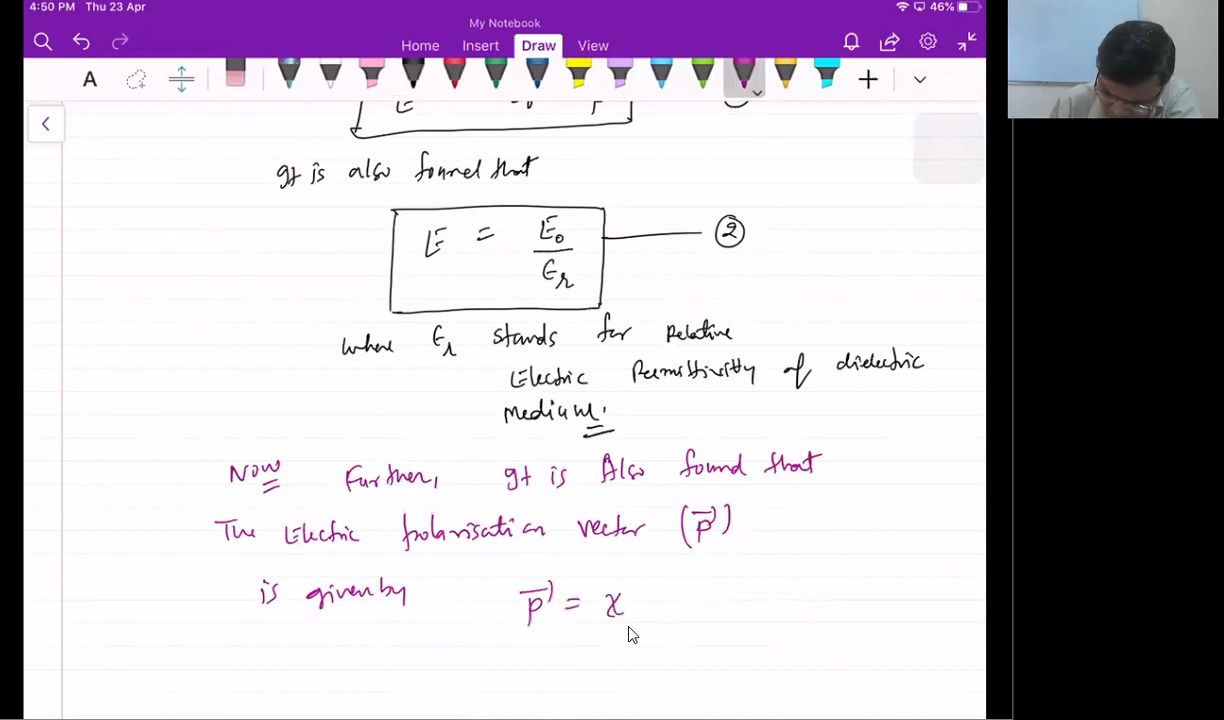 4:50 PM Thu 23 Apr
46%
My Notebook
Home Insert Draw View
A
It is also found that
E = E₀ / ϵr ②
where ϵr stands for Relative
Electric Permittivity of dielectric
medium.
Now Further, It is Also found that
The Electric polarisation vector (P⃗)
is given by P⃗ = χ